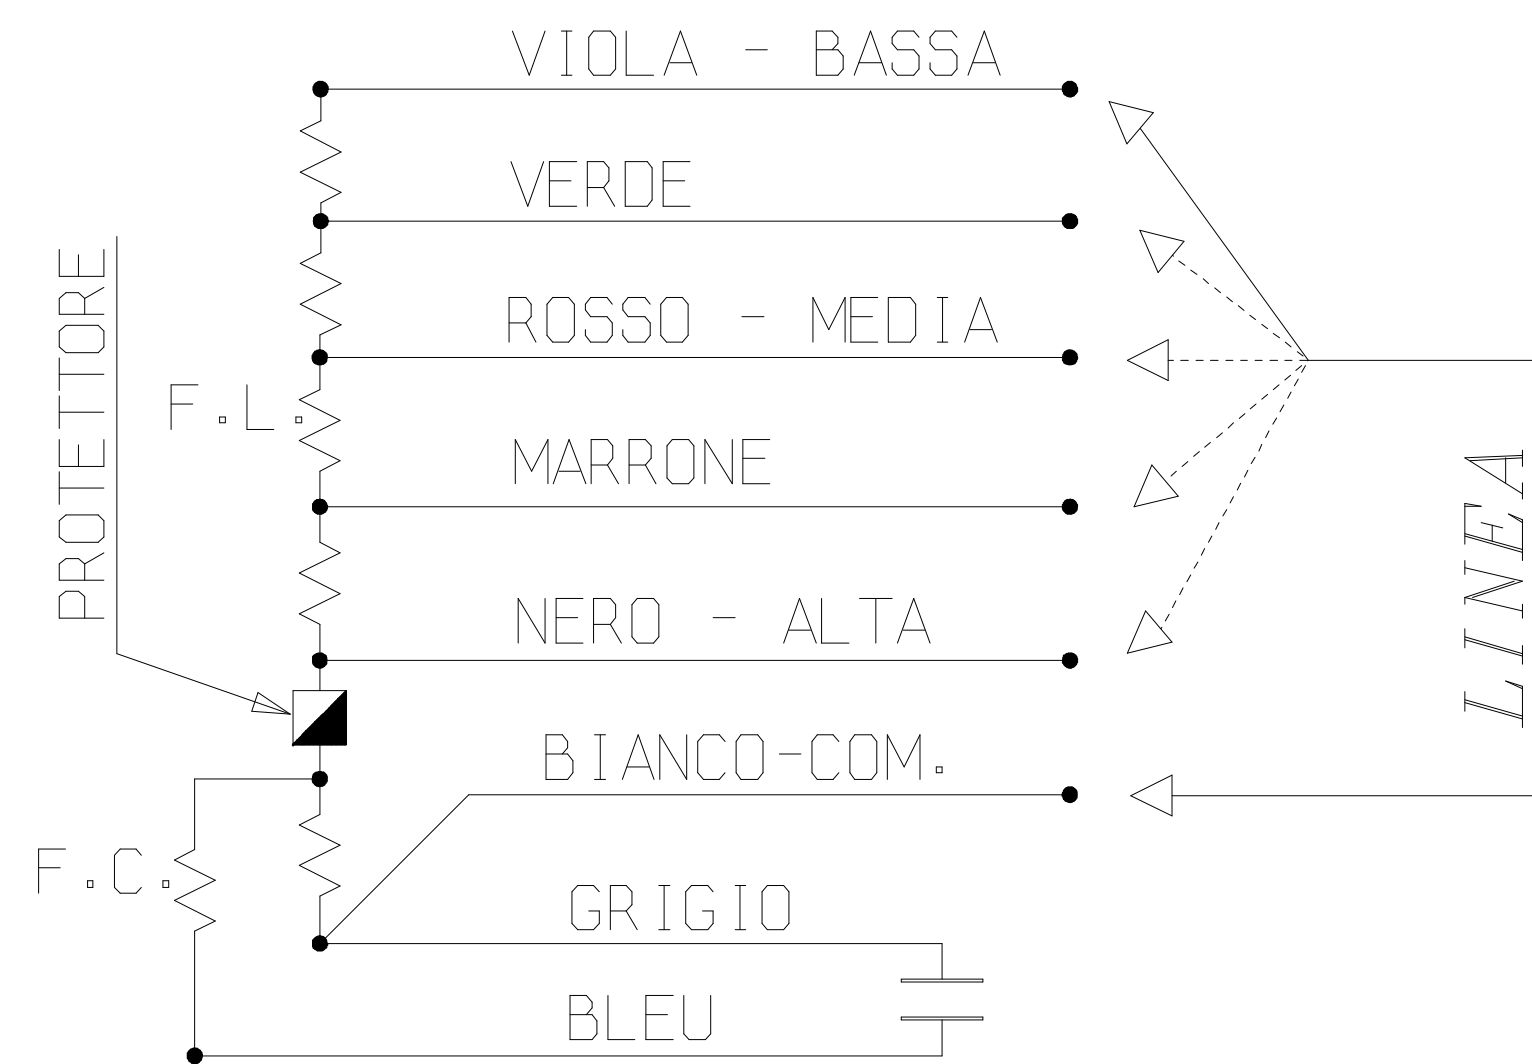 VIOLA - BASSA
VERDE
ROSSO - MEDIA
PROTETTORE
F.L.
MARRONE
LINEA
NERO - ALTA
BIANCO-COM.
F.C.
GRIGIO
BLEU